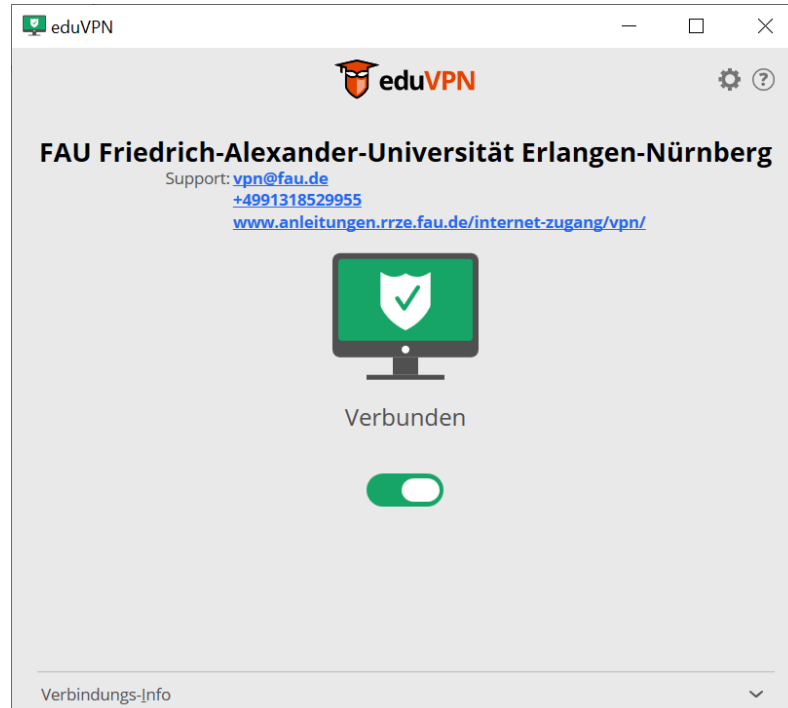 eduVPN
eduVPN
FAU Friedrich-Alexander-Universität Erlangen-Nürnberg
Support: vpn@fau.de
+4991318529955
www.anleitungen.rrze.fau.de/internet-zugang/vpn/
Verbunden
Verbindungs-Info